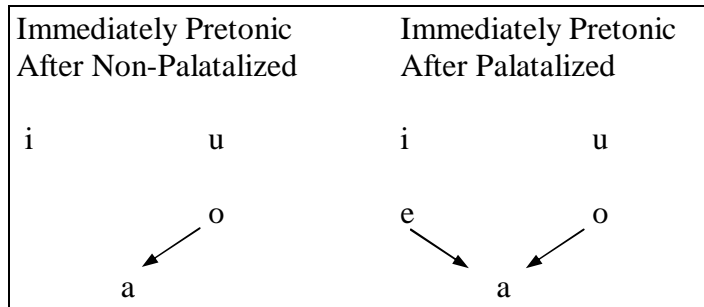 Immediately Pretonic
After Non-Palatalized
i u
o
a
Immediately Pretonic
After Palatalized
i u
e o
a